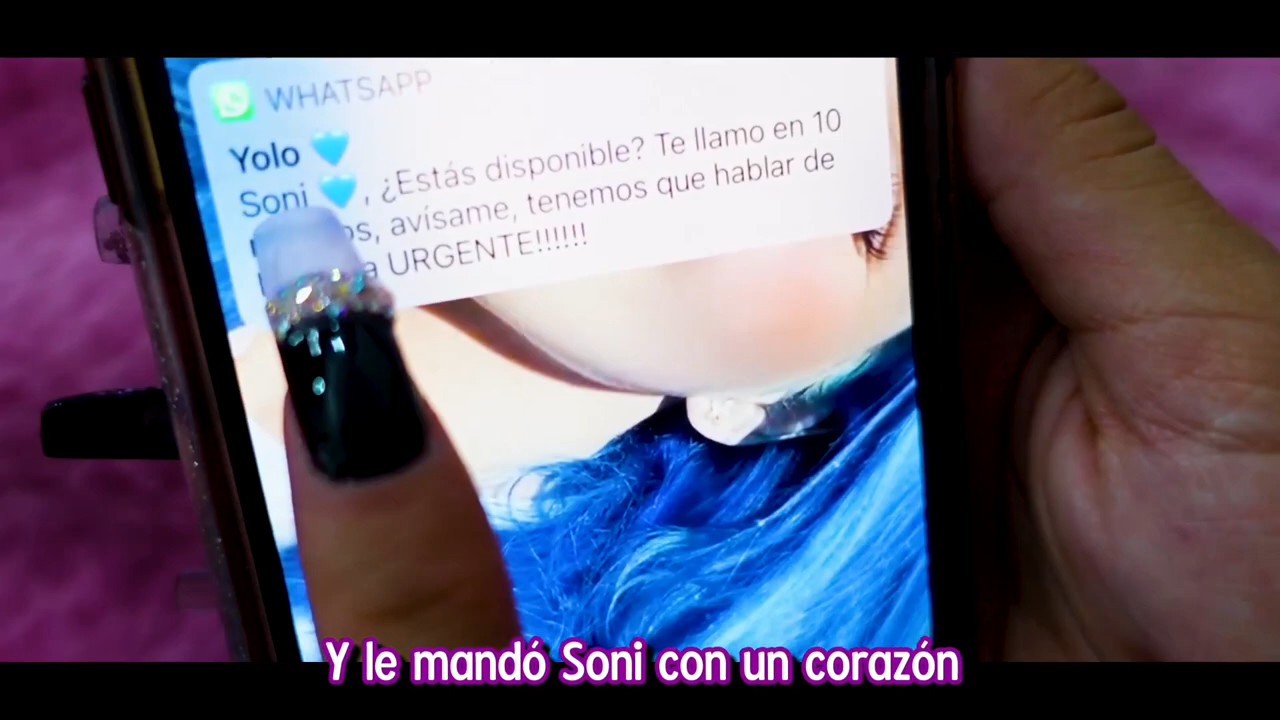 WHATSAPP
Yolo 🩵
Soni 🩵, ¿Estás disponible? Te llamo en 10
os, avísame, tenemos que hablar de
a URGENTE!!!!!!
Y le mandó Soni con un corazón